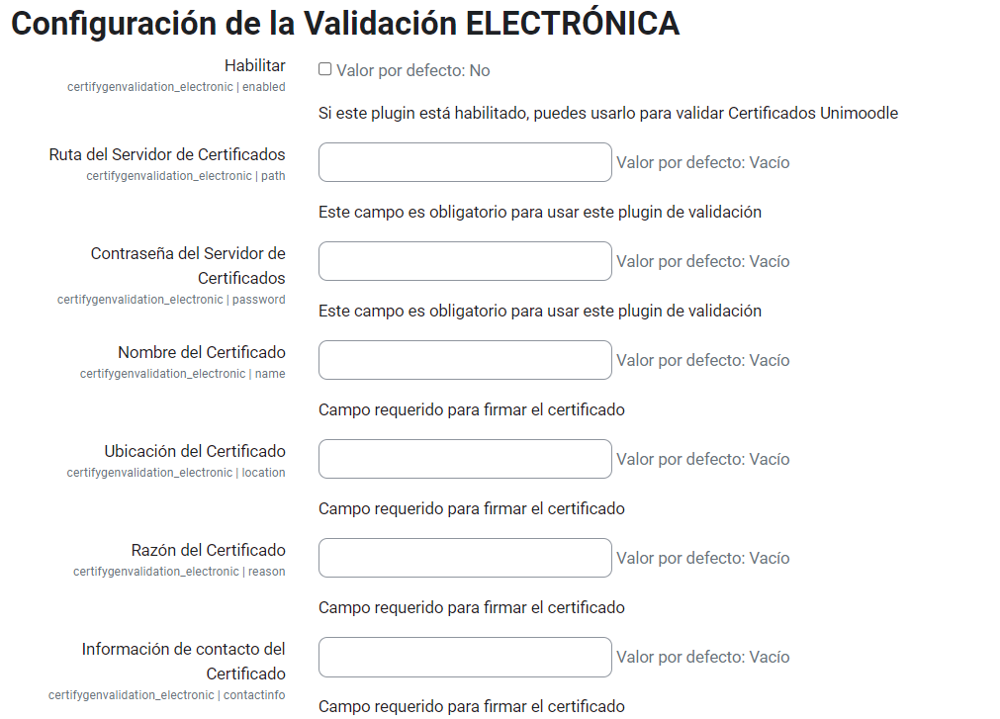 Configuración de la Validación ELECTRÓNICA
Habilitar
certifygenvalidation_electronic | enabled
Valor por defecto: No
Si este plugin está habilitado, puedes usarlo para validar Certificados Unimoodle
Ruta del Servidor de Certificados
certifygenvalidation_electronic | path
Valor por defecto: Vacío
Este campo es obligatorio para usar este plugin de validación
Contraseña del Servidor de
Certificados
certifygenvalidation_electronic | password
Valor por defecto: Vacío
Este campo es obligatorio para usar este plugin de validación
Nombre del Certificado
certifygenvalidation_electronic | name
Valor por defecto: Vacío
Campo requerido para firmar el certificado
Ubicación del Certificado
certifygenvalidation_electronic | location
Valor por defecto: Vacío
Campo requerido para firmar el certificado
Razón del Certificado
certifygenvalidation_electronic | reason
Valor por defecto: Vacío
Campo requerido para firmar el certificado
Información de contacto del
Certificado
certifygenvalidation_electronic | contactinfo
Valor por defecto: Vacío
Campo requerido para firmar el certificado